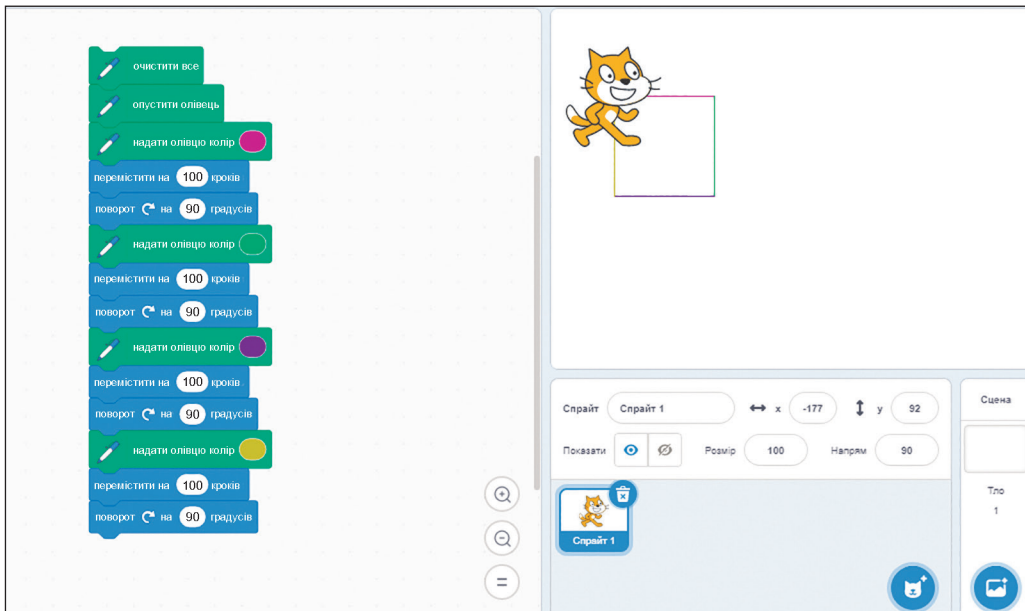 очистити все
опустити олівець
надати олівцю колір
перемістити на 100 кроків
поворот на 90 градусів
надати олівцю колір
перемістити на 100 кроків
поворот на 90 градусів
надати олівцю колір
перемістити на 100 кроків
поворот на 90 градусів
надати олівцю колір
перемістити на 100 кроків
поворот на 90 градусів
Спрайт Спрайт 1 x -177 y 92
Показати Розмір 100 Напрям 90
Спрайт 1
Сцена
Тло
1